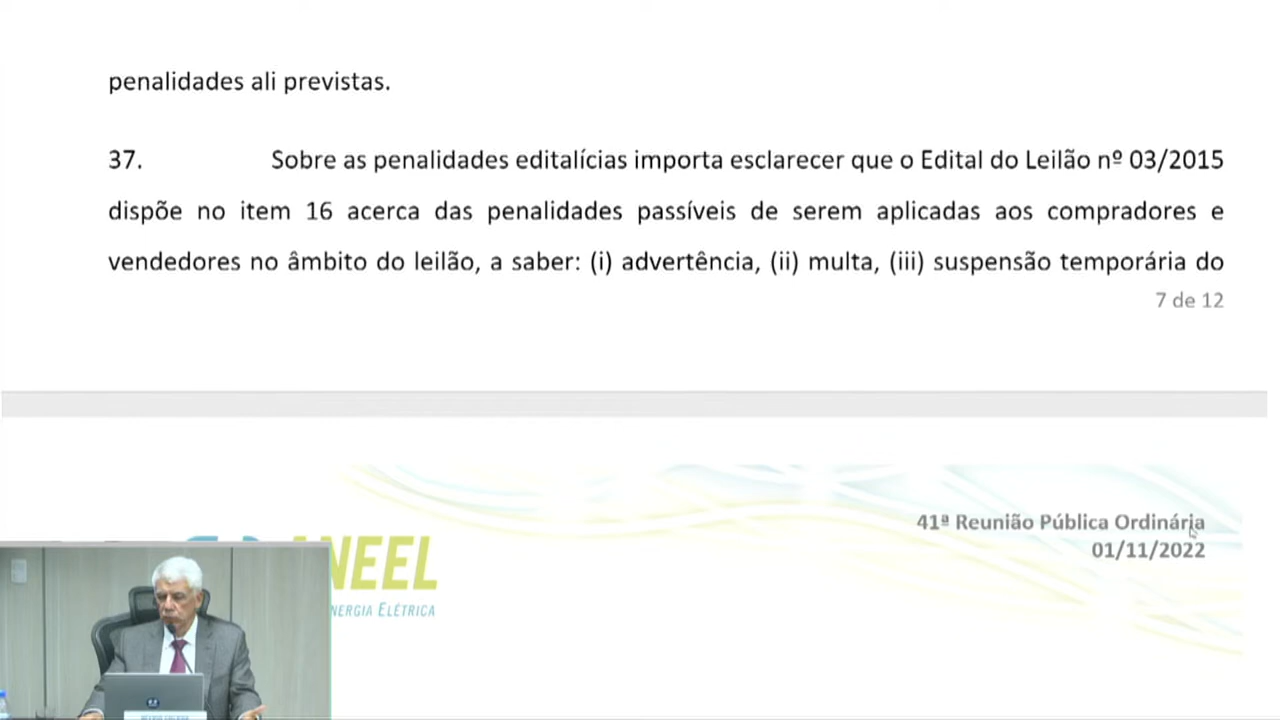 penalidades ali previstas.
37. Sobre as penalidades editalícias importa esclarecer que o Edital do Leilão nº 03/2015
dispõe no item 16 acerca das penalidades passíveis de serem aplicadas aos compradores e
vendedores no âmbito do leilão, a saber: (i) advertência, (ii) multa, (iii) suspensão temporária do
7 de 12
41ª Reunião Pública Ordinária
01/11/2022
ANEEL
NERGIA ELÉTRICA